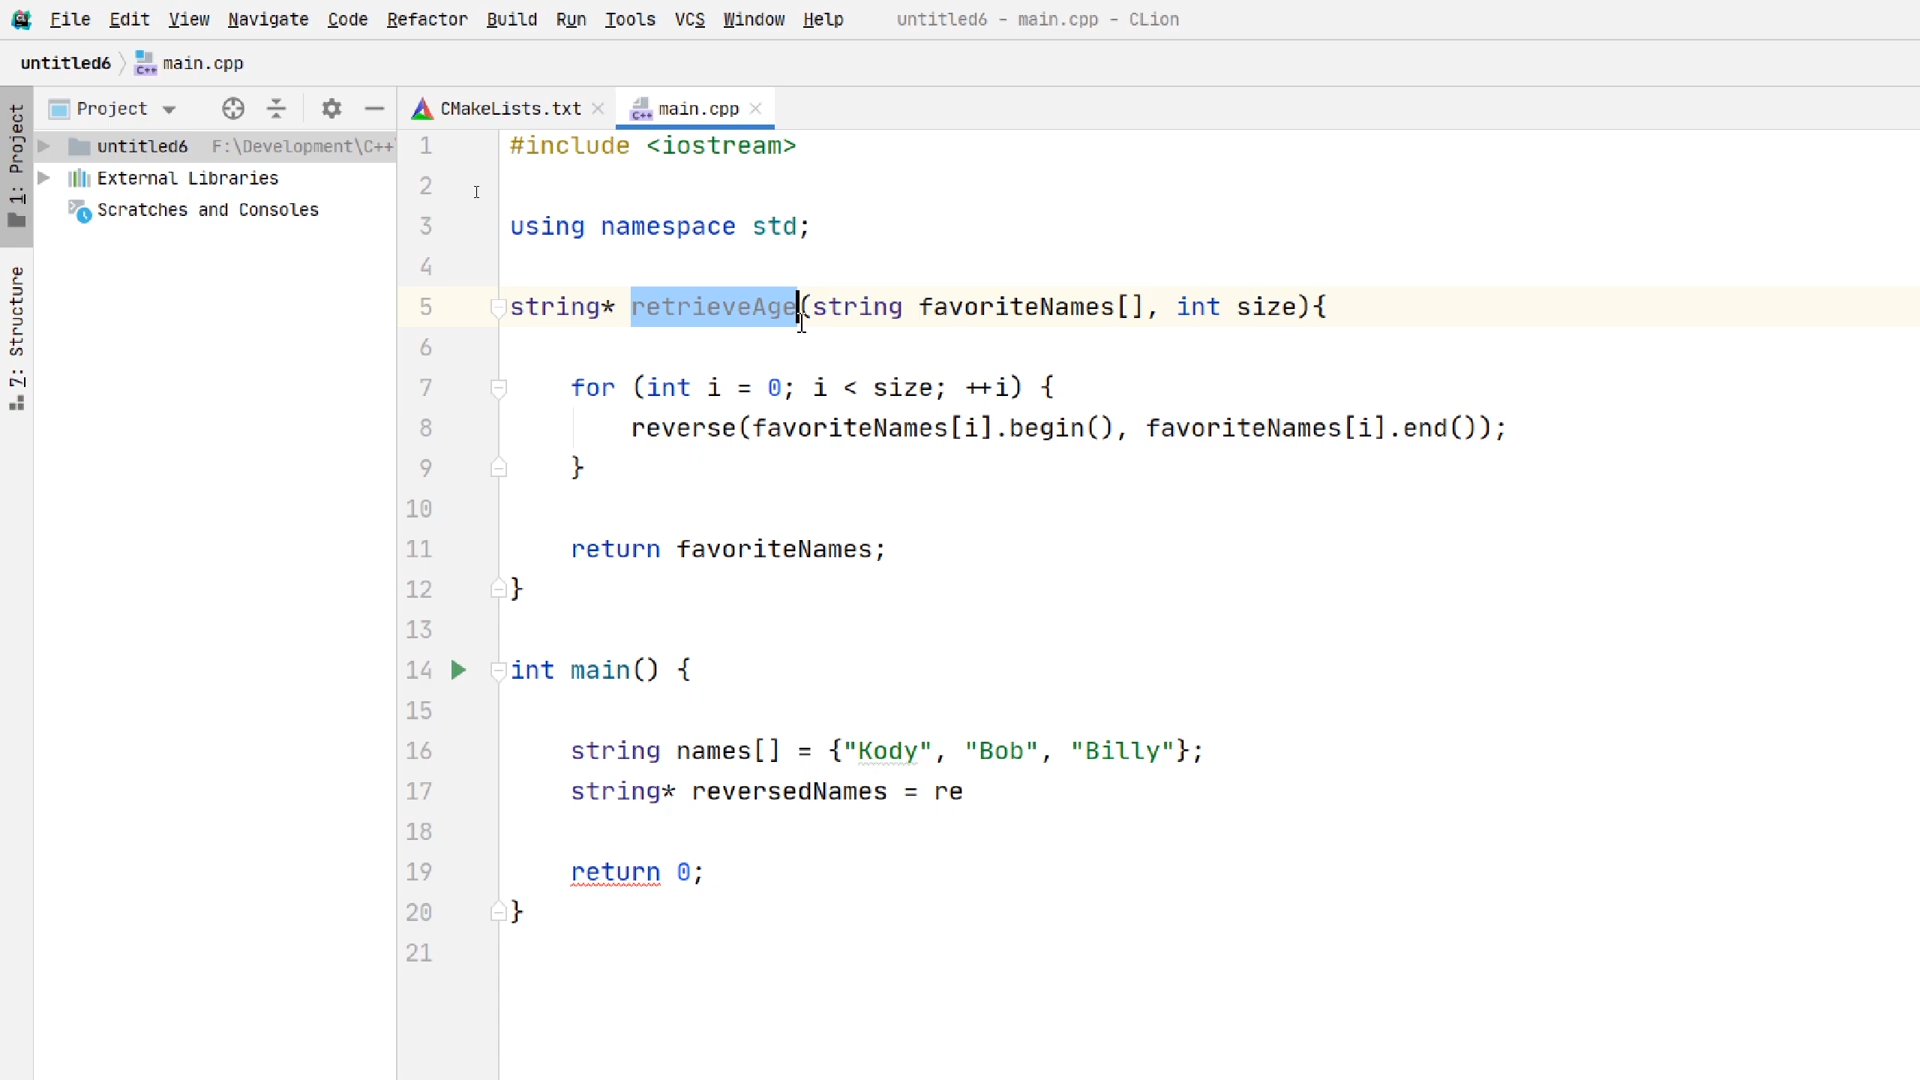 File Edit View Navigate Code Refactor Build Run Tools VCS Window Help untitled6 - main.cpp - CLion
untitled6 main.cpp
1: Project
7: Structure
Project
untitled6 F:\Development\C++
External Libraries
Scratches and Consoles
CMakeLists.txt main.cpp
1 #include <iostream>
2
3 using namespace std;
4
5 string* retrieveAge(string favoriteNames[], int size){
6
7 for (int i = 0; i < size; ++i) {
8 reverse(favoriteNames[i].begin(), favoriteNames[i].end());
9 }
10
11 return favoriteNames;
12 }
13
14 int main() {
15
16 string names[] = {"Kody", "Bob", "Billy"};
17 string* reversedNames = re
18
19 return 0;
20 }
21